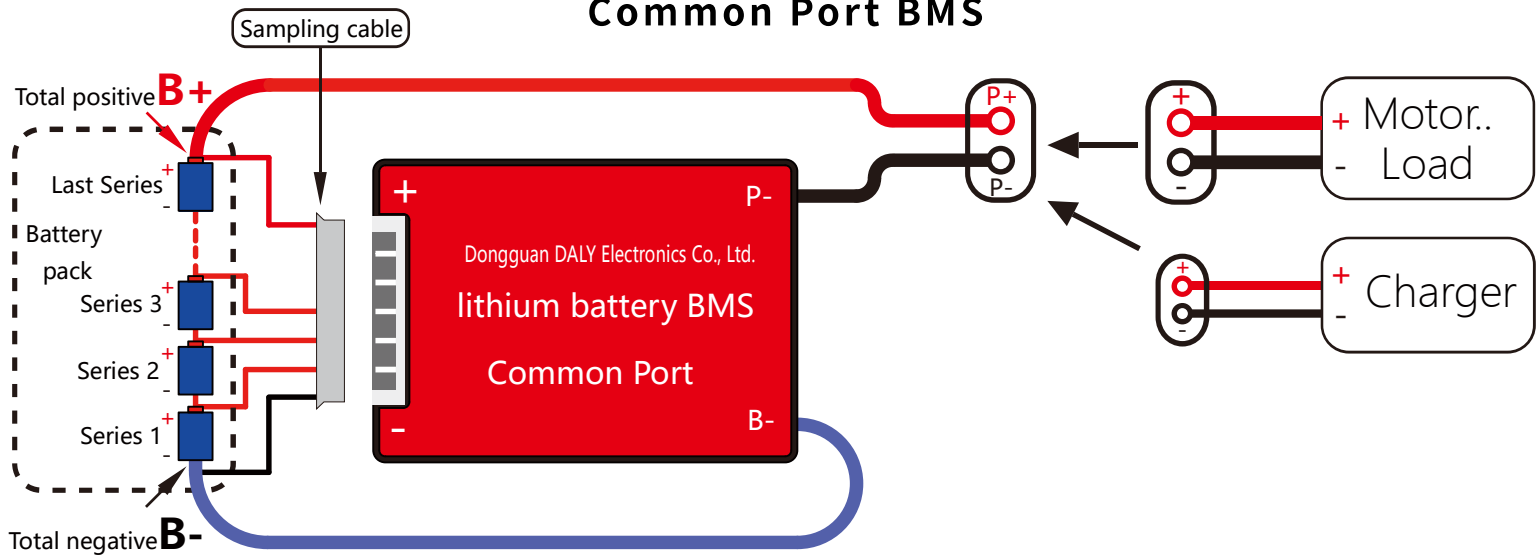 Common Port BMS
Sampling cable
Total positive B+
P+
P-
+
-
+ Motor..
- Load
+
Last Series
-
Battery
pack
+
Series 3
-
+
Series 2
-
+
Series 1
-
+
P-
Dongguan DALY Electronics Co., Ltd.
lithium battery BMS
Common Port
B-
-
+
-
+
Charger
-
Total negative B-